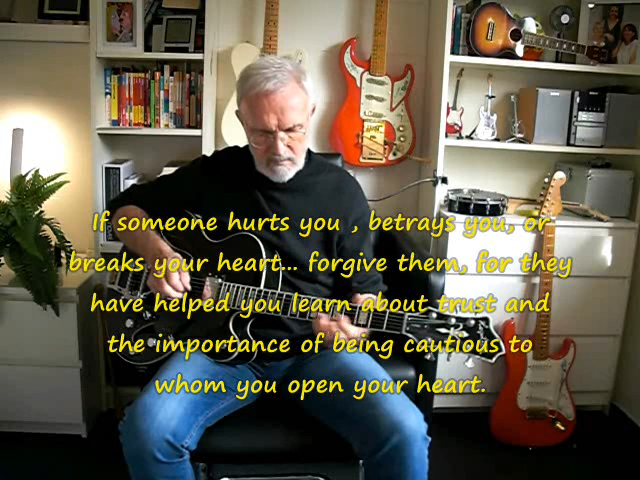 If someone hurts you , betrays you, or
breaks your heart... forgive them, for they
have helped you learn about trust and
the importance of being cautious to
whom you open your heart.